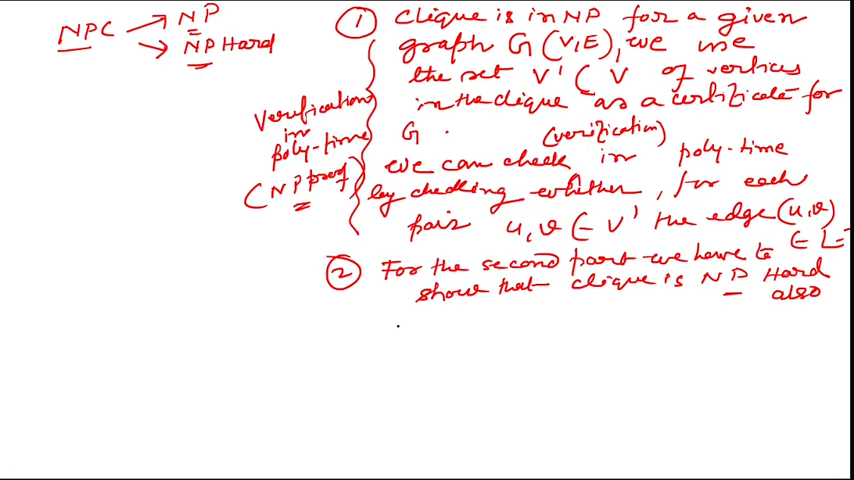 NPC → NP
→ NP Hard
① Clique is in NP for a given
graph G (V,E), we use
the set V' ⊂ V of vertices
in the clique as a certificate for
G .
(verification)
we can check in poly-time
by checking whether, for each
pair u, v ∈ V' the edge (u,v)
∈ E
Verification
in
poly-time
(NP proof)
② For the second part we have to
show that clique is NP Hard
also